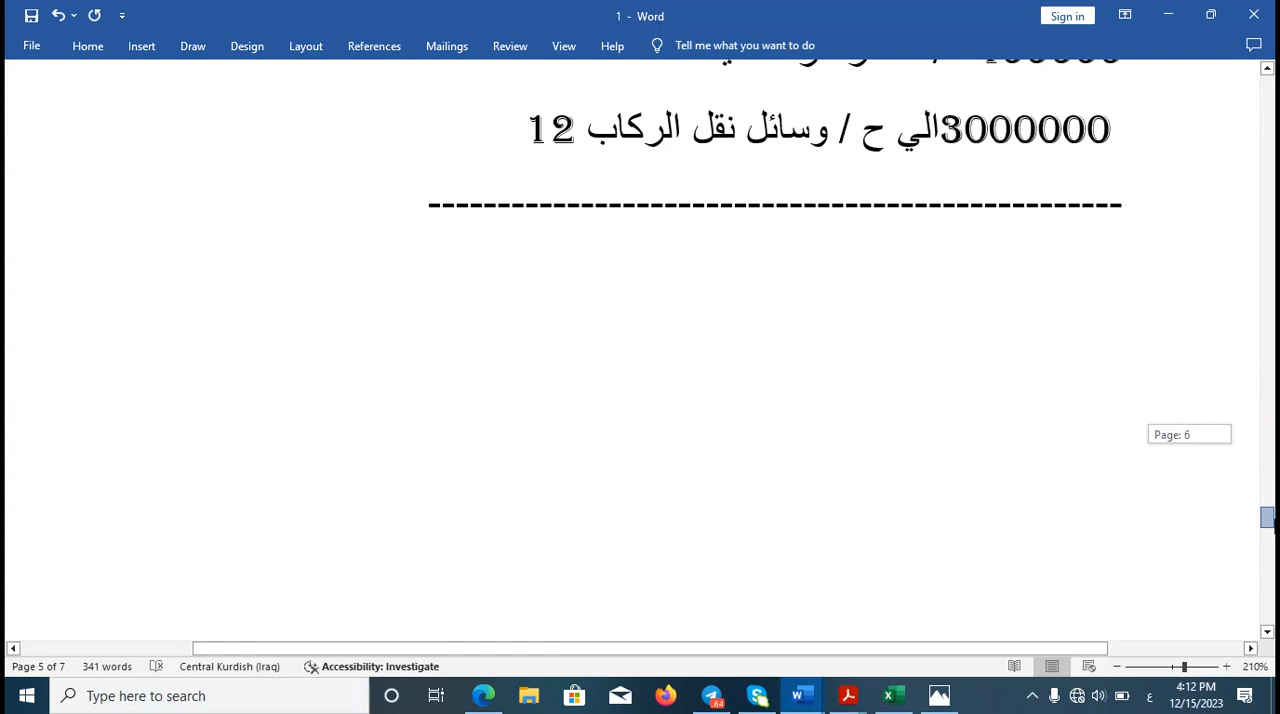 1 - Word
Sign in
File Home Insert Draw Design Layout References Mailings Review View Help Tell me what you want to do
3000000الي ح / وسائل نقل الركاب 12
--------------------------------------------------
Page: 6
Page 5 of 7 341 words Central Kurdish (Iraq) Accessibility: Investigate 210%
Type here to search
64
ع
4:12 PM
12/15/2023